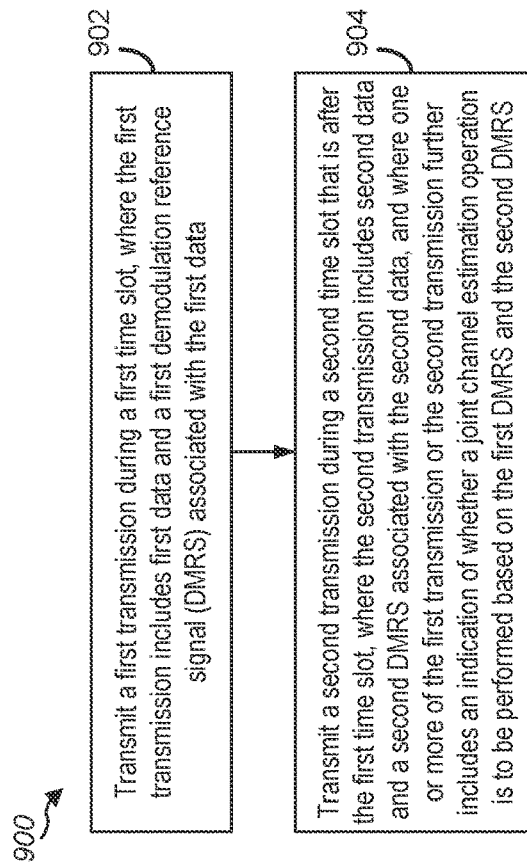 900
902
Transmit a first transmission during a first time slot, where the first
transmission includes first data and a first demodulation reference
signal (DMRS) associated with the first data
904
Transmit a second transmission during a second time slot that is after
the first time slot, where the second transmission includes second data
and a second DMRS associated with the second data, and where one
or more of the first transmission or the second transmission further
includes an indication of whether a joint channel estimation operation
is to be performed based on the first DMRS and the second DMRS